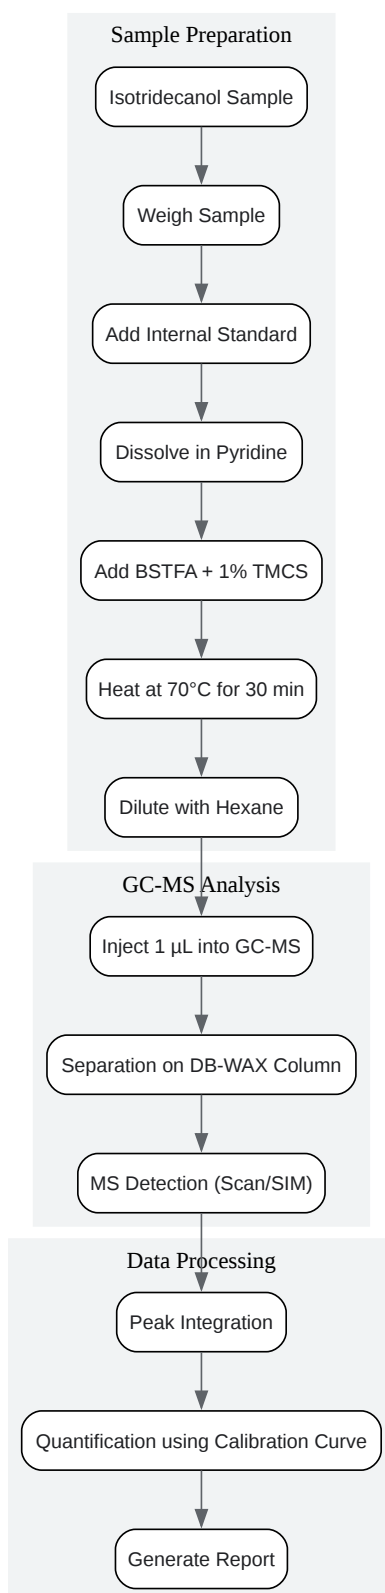 Sample Preparation
Isotridecanol Sample
Weigh Sample
Add Internal Standard
Dissolve in Pyridine
Add BSTFA + 1% TMCS
Heat at 70°C for 30 min
Dilute with Hexane
GC-MS Analysis
Inject 1 µL into GC-MS
Separation on DB-WAX Column
MS Detection (Scan/SIM)
Data Processing
Peak Integration
Quantification using Calibration Curve
Generate Report